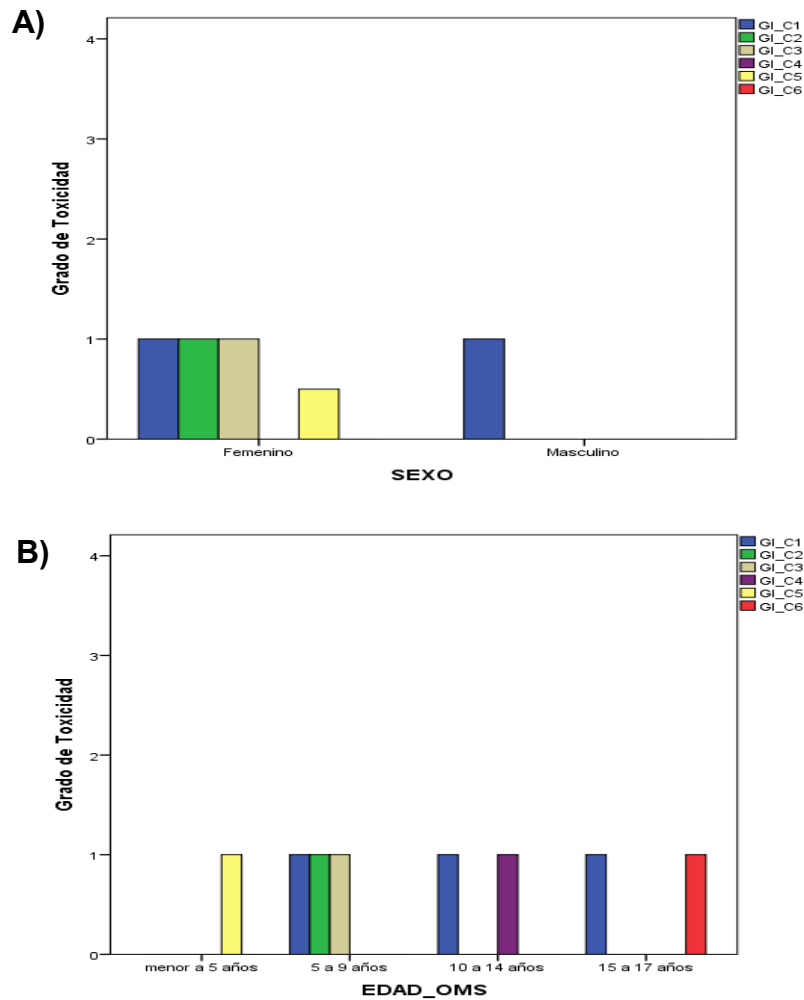 A)
4
3
2
1
0
Grado de Toxicidad
Femenino
Masculino
SEXO
GI_C1
GI_C2
GI_C3
GI_C4
GI_C5
GI_C6
B)
4
3
2
1
0
Grado de Toxicidad
menor a 5 años
5 a 9 años
10 a 14 años
15 a 17 años
EDAD_OMS
GI_C1
GI_C2
GI_C3
GI_C4
GI_C5
GI_C6